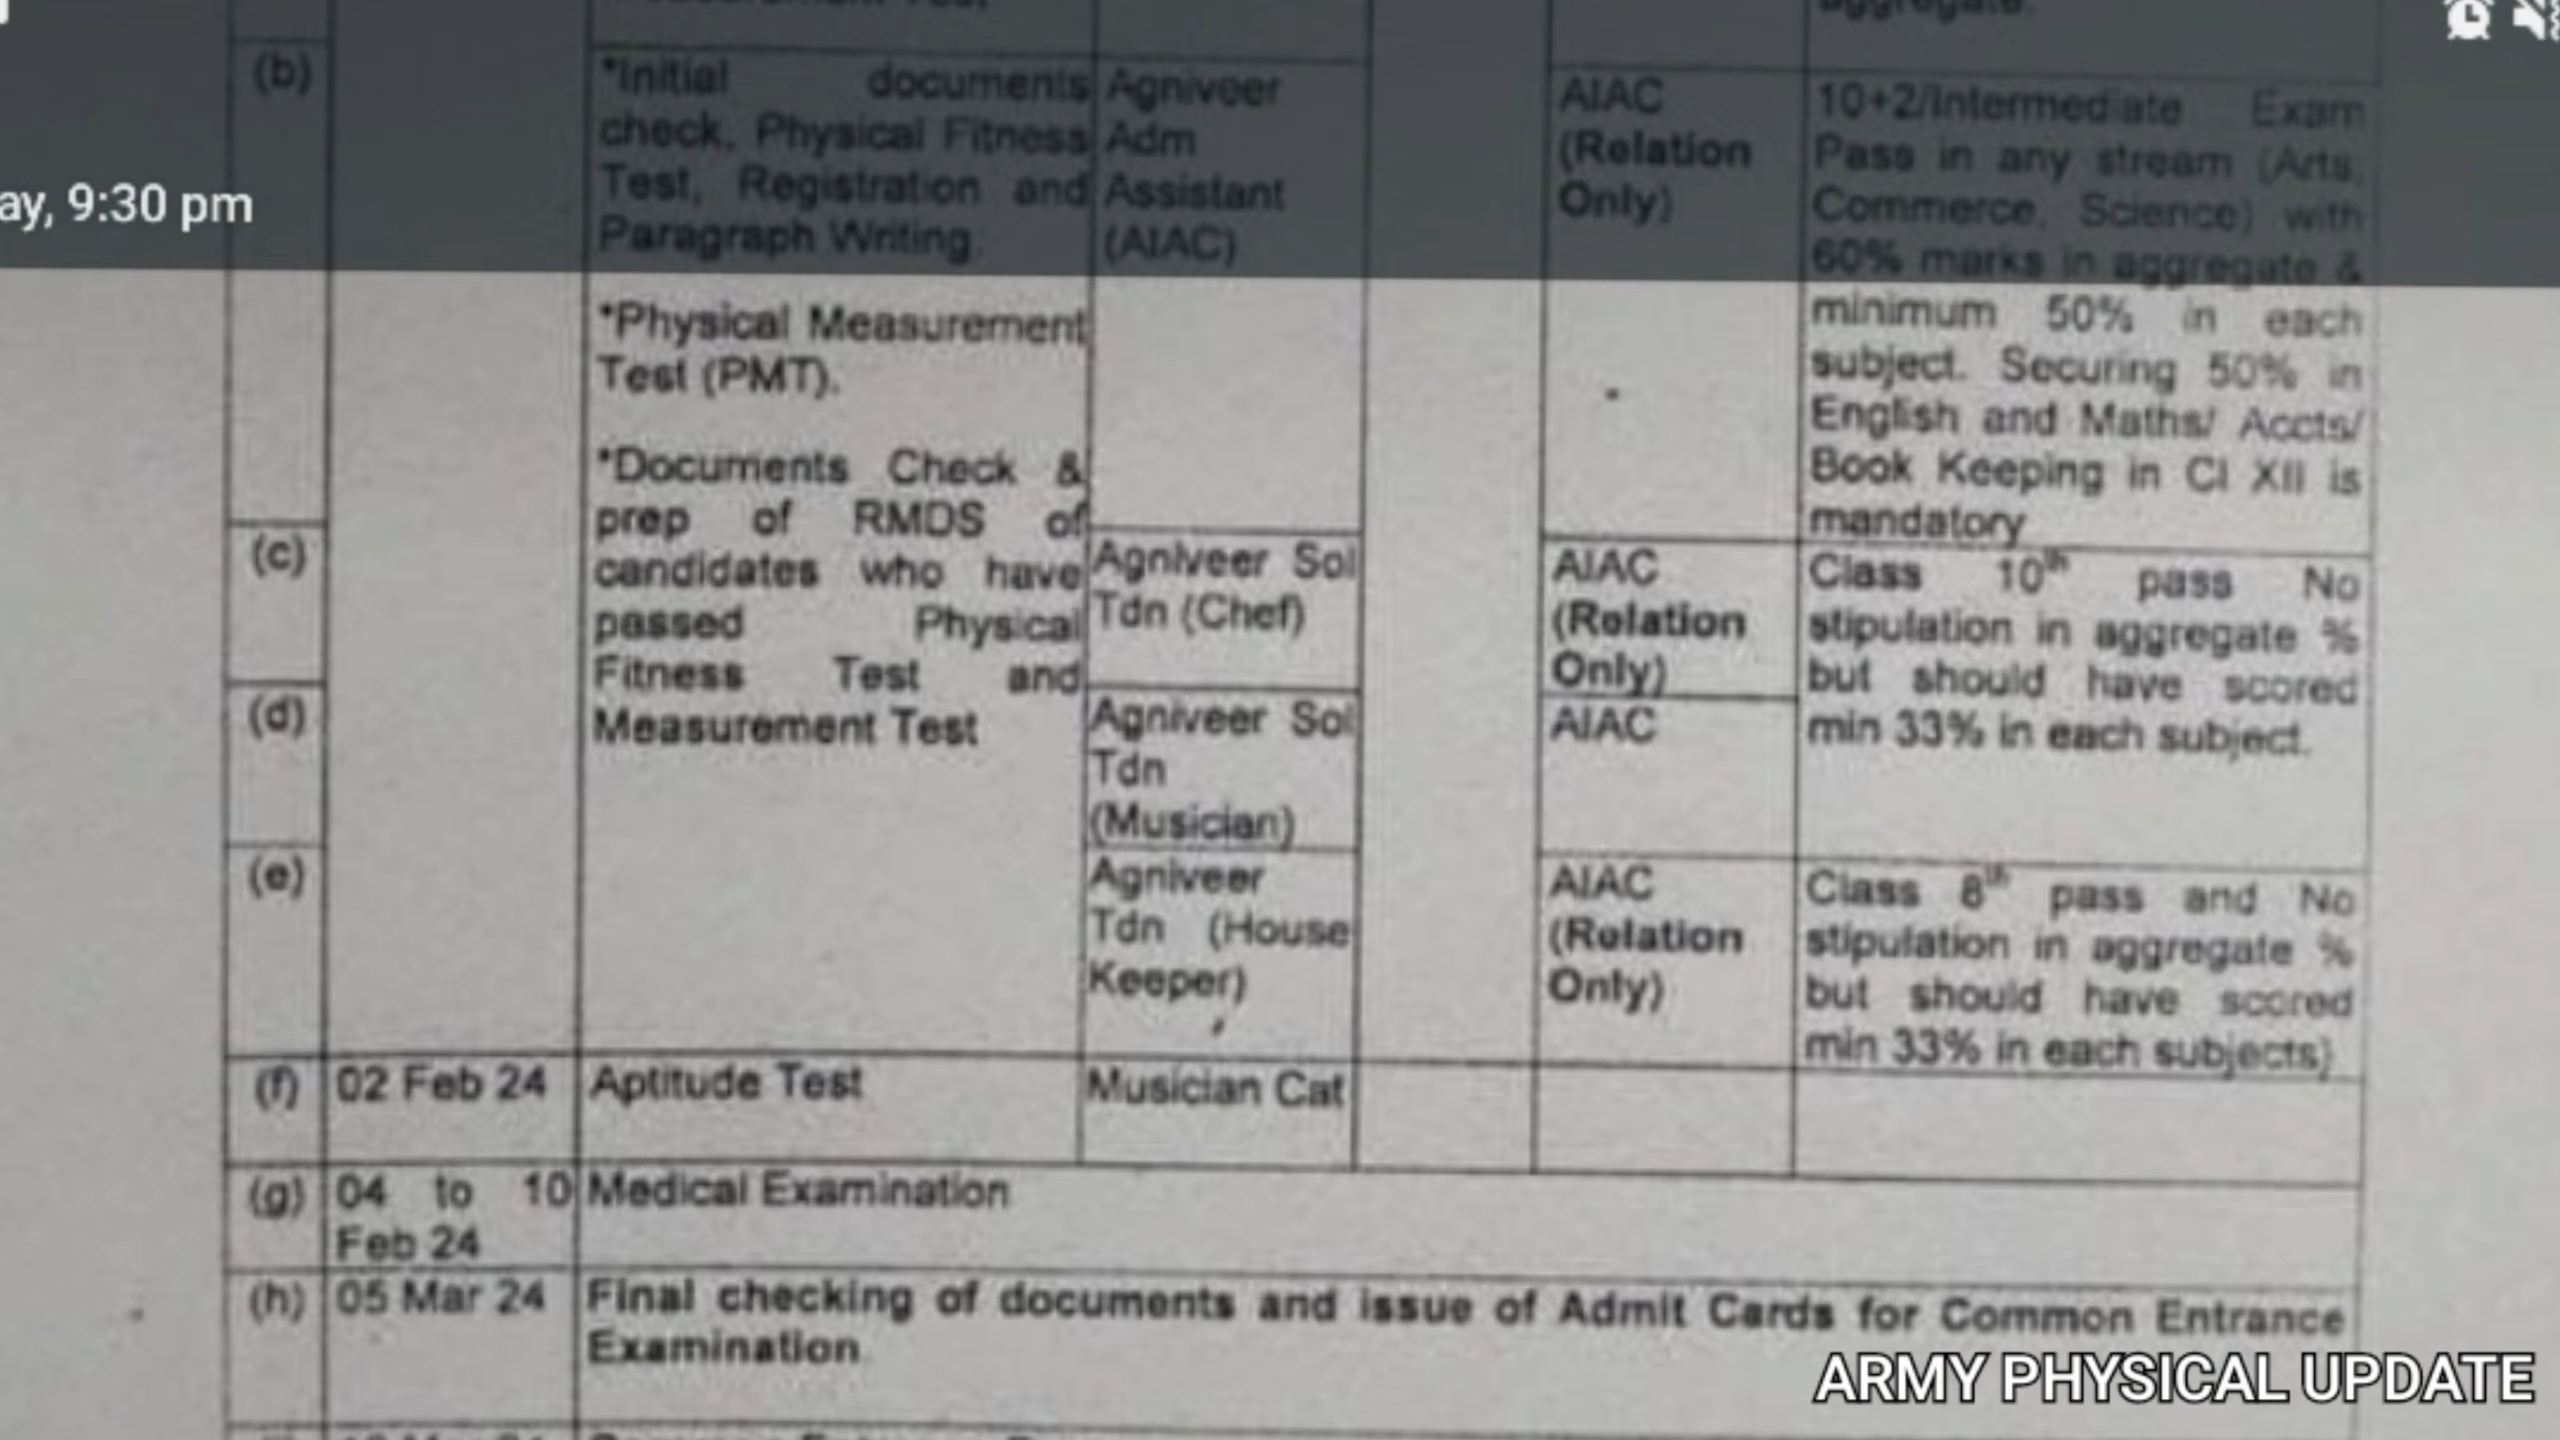 aggregate
(b)
*Initial documents
check, Physical Fitness
Test, Registration and
Paragraph Writing.
*Physical Measurement
Test (PMT).
*Documents Check &
prep of RMDS of
candidates who have
passed Physical
Fitness Test and
Measurement Test
Agniveer
Adm
Assistant
(AIAC)
AIAC
(Relation
Only)
10+2/Intermediate Exam
Pass in any stream (Arts,
Commerce, Science) with
60% marks in aggregate &
minimum 50% in each
subject. Securing 50% in
English and Maths/ Accts/
Book Keeping in Cl XII is
mandatory
ay, 9:30 pm
(c)
Agniveer Sol
Tdn (Chef)
AIAC
(Relation
Only)
Class 10th pass No
stipulation in aggregate %
but should have scored
min 33% in each subject.
(d)
Agniveer Sol
Tdn
(Musician)
AIAC
(e)
Agniveer
Tdn (House
Keeper)
AIAC
(Relation
Only)
Class 8th pass and No
stipulation in aggregate %
but should have scored
min 33% in each subjects)
(f) 02 Feb 24 Aptitude Test Musician Cat
(g) 04 to 10 Medical Examination
Feb 24
(h) 05 Mar 24 Final checking of documents and issue of Admit Cards for Common Entrance
Examination
ARMY PHYSICAL UPDATE